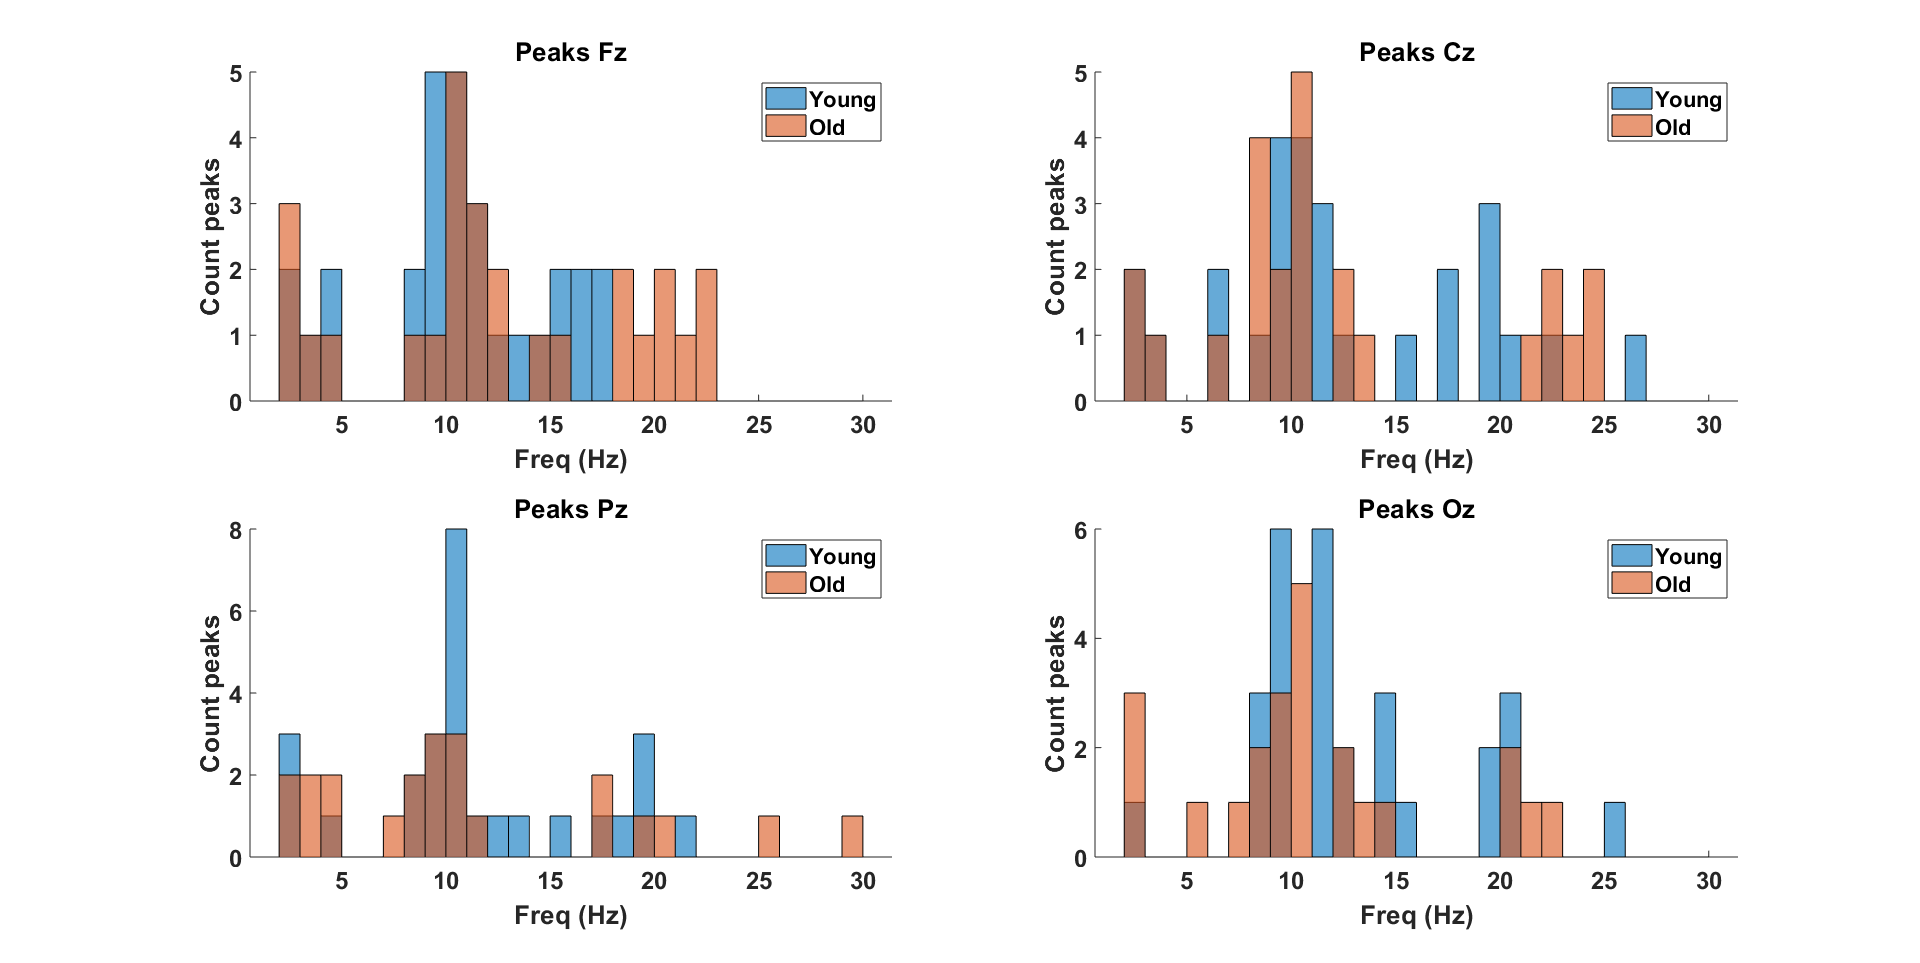 Peaks Fz
5
4
3
2
1
0
Count peaks
Young
Old
5 10 15 20 25 30
Freq (Hz)
Peaks Cz
5
4
3
2
1
0
Count peaks
Young
Old
5 10 15 20 25 30
Freq (Hz)
Peaks Pz
8
6
4
2
0
Count peaks
Young
Old
5 10 15 20 25 30
Freq (Hz)
Peaks Oz
6
4
2
0
Count peaks
Young
Old
5 10 15 20 25 30
Freq (Hz)